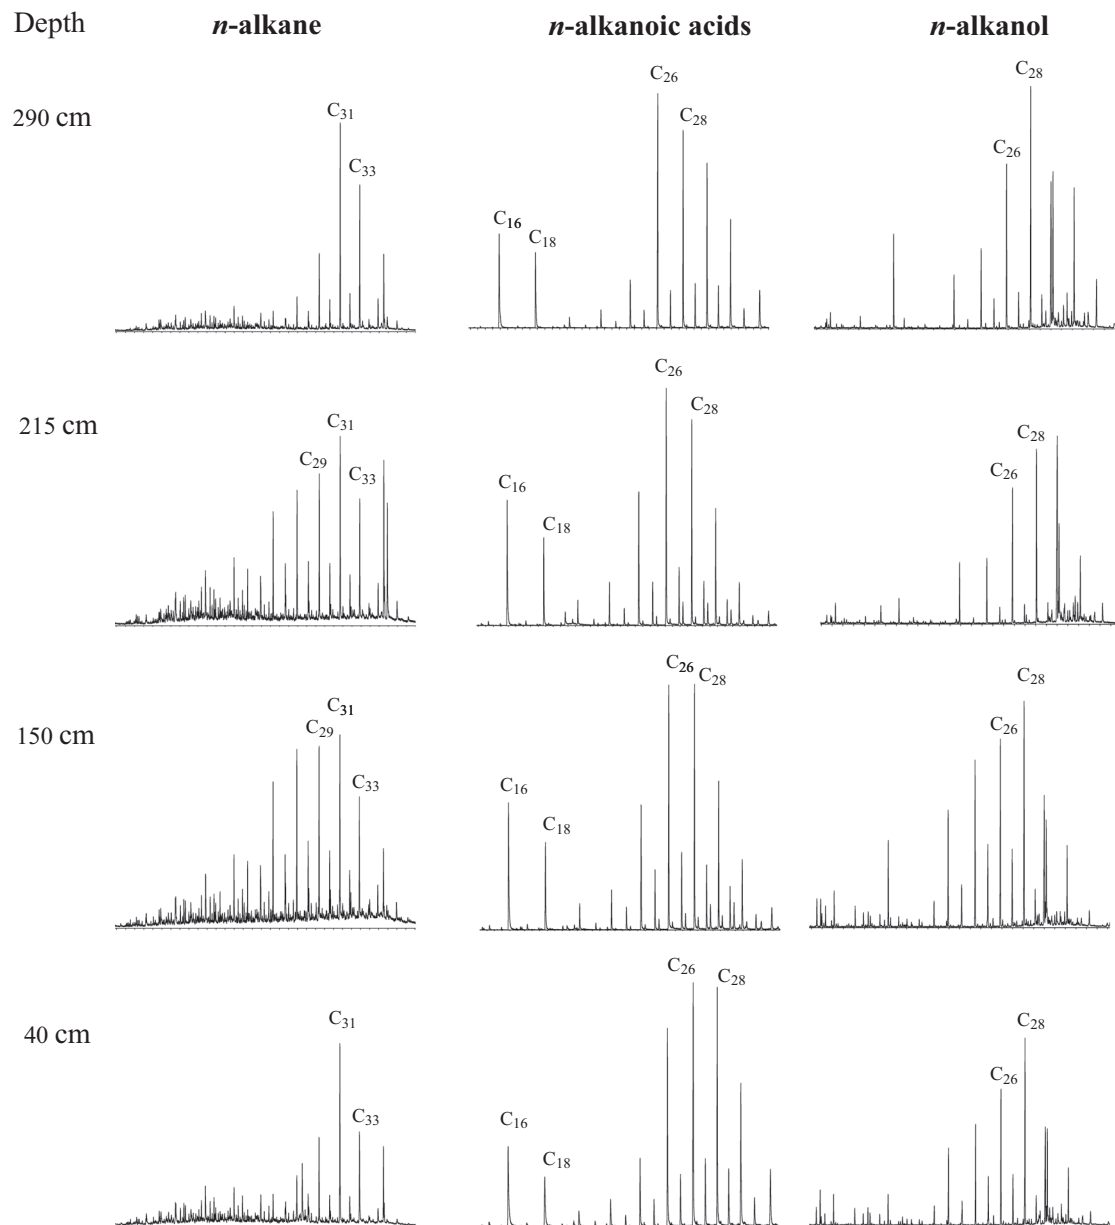 Depth n-alkane n-alkanoic acids n-alkanol
290 cm
C31
C33
C16
C18
C26
C28
C26
C28
215 cm
C29
C31
C33
C16
C18
C26
C28
C26
C28
150 cm
C29
C31
C33
C16
C18
C26
C28
C26
C28
40 cm
C31
C33
C16
C18
C26
C28
C26
C28